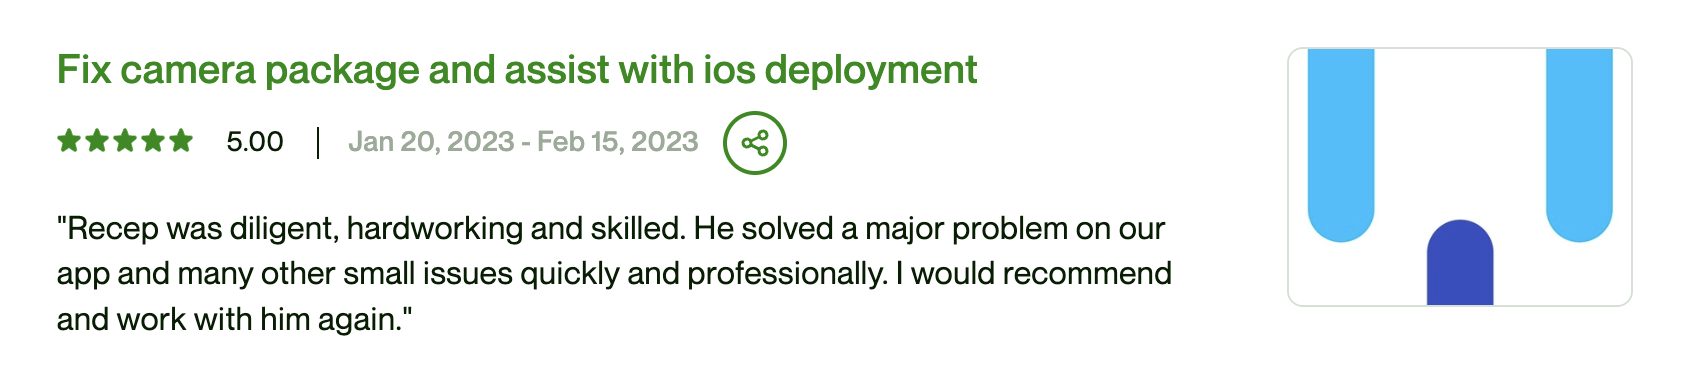 Fix camera package and assist with ios deployment
5.00 | Jan 20, 2023 - Feb 15, 2023
"Recep was diligent, hardworking and skilled. He solved a major problem on our
app and many other small issues quickly and professionally. I would recommend
and work with him again."